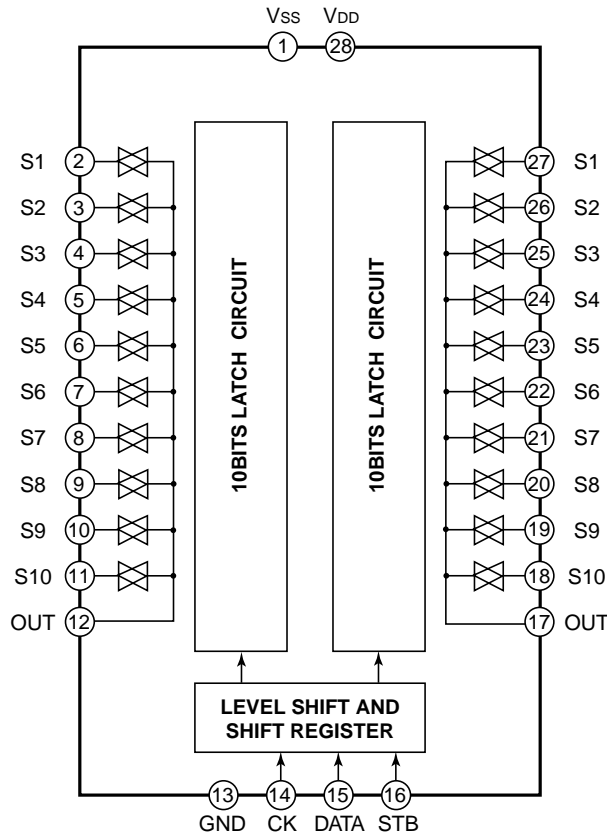 VSS VDD
1 28
S1 2 27 S1
S2 3 26 S2
S3 4 25 S3
S4 5 24 S4
S5 6 23 S5
S6 7 22 S6
S7 8 21 S7
S8 9 20 S8
S9 10 19 S9
S10 11 18 S10
OUT 12 17 OUT
10BITS LATCH CIRCUIT
10BITS LATCH CIRCUIT
LEVEL SHIFT AND
SHIFT REGISTER
13 14 15 16
GND CK DATA STB